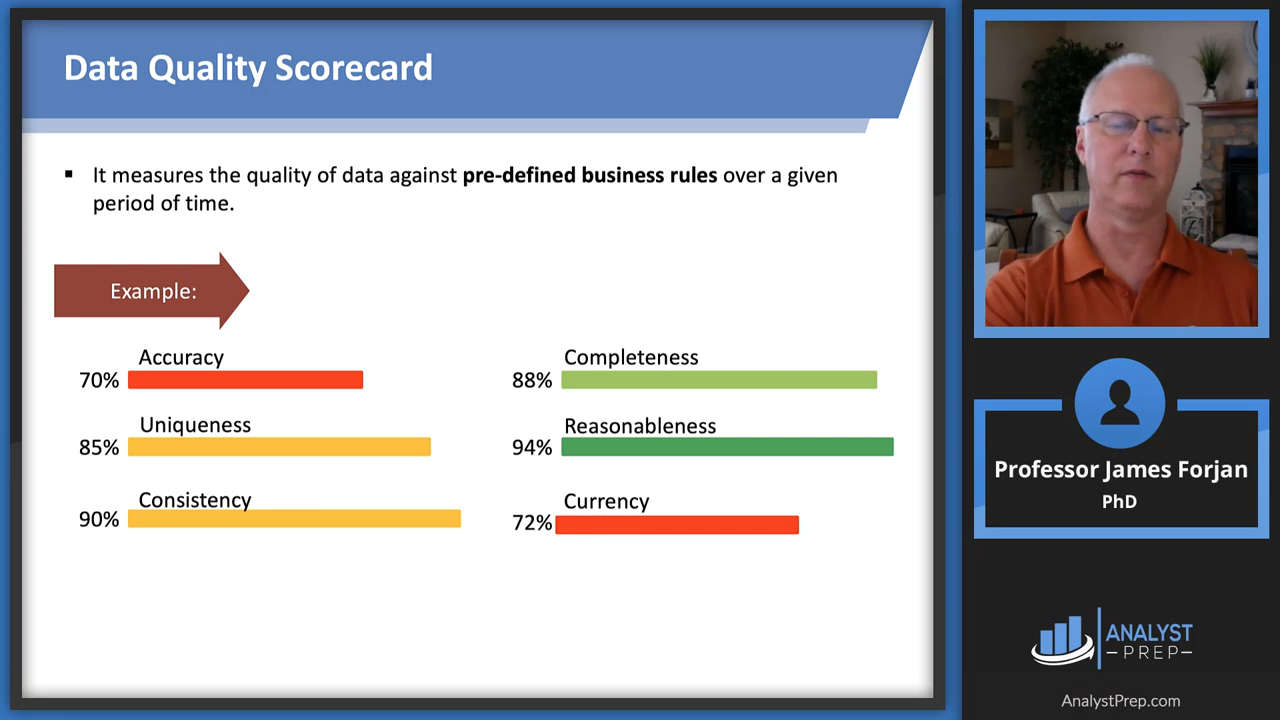 Data Quality Scorecard
▪ It measures the quality of data against pre-defined business rules over a given
period of time.
Example:
Accuracy
70%
Completeness
88%
Uniqueness
85%
Reasonableness
94%
Consistency
90%
Currency
72%
Professor James Forjan
PhD
ANALYST
PREP
AnalystPrep.com